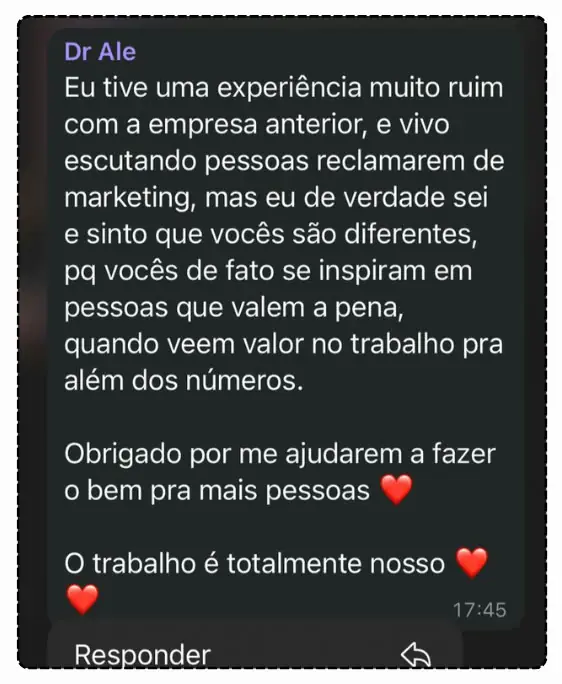 Dr Ale
Eu tive uma experiência muito ruim
com a empresa anterior, e vivo
escutando pessoas reclamarem de
marketing, mas eu de verdade sei
e sinto que vocês são diferentes,
pq vocês de fato se inspiram em
pessoas que valem a pena,
quando veem valor no trabalho pra
além dos números.
Obrigado por me ajudarem a fazer
o bem pra mais pessoas ❤️
O trabalho é totalmente nosso ❤️
❤️
17:45
Responder